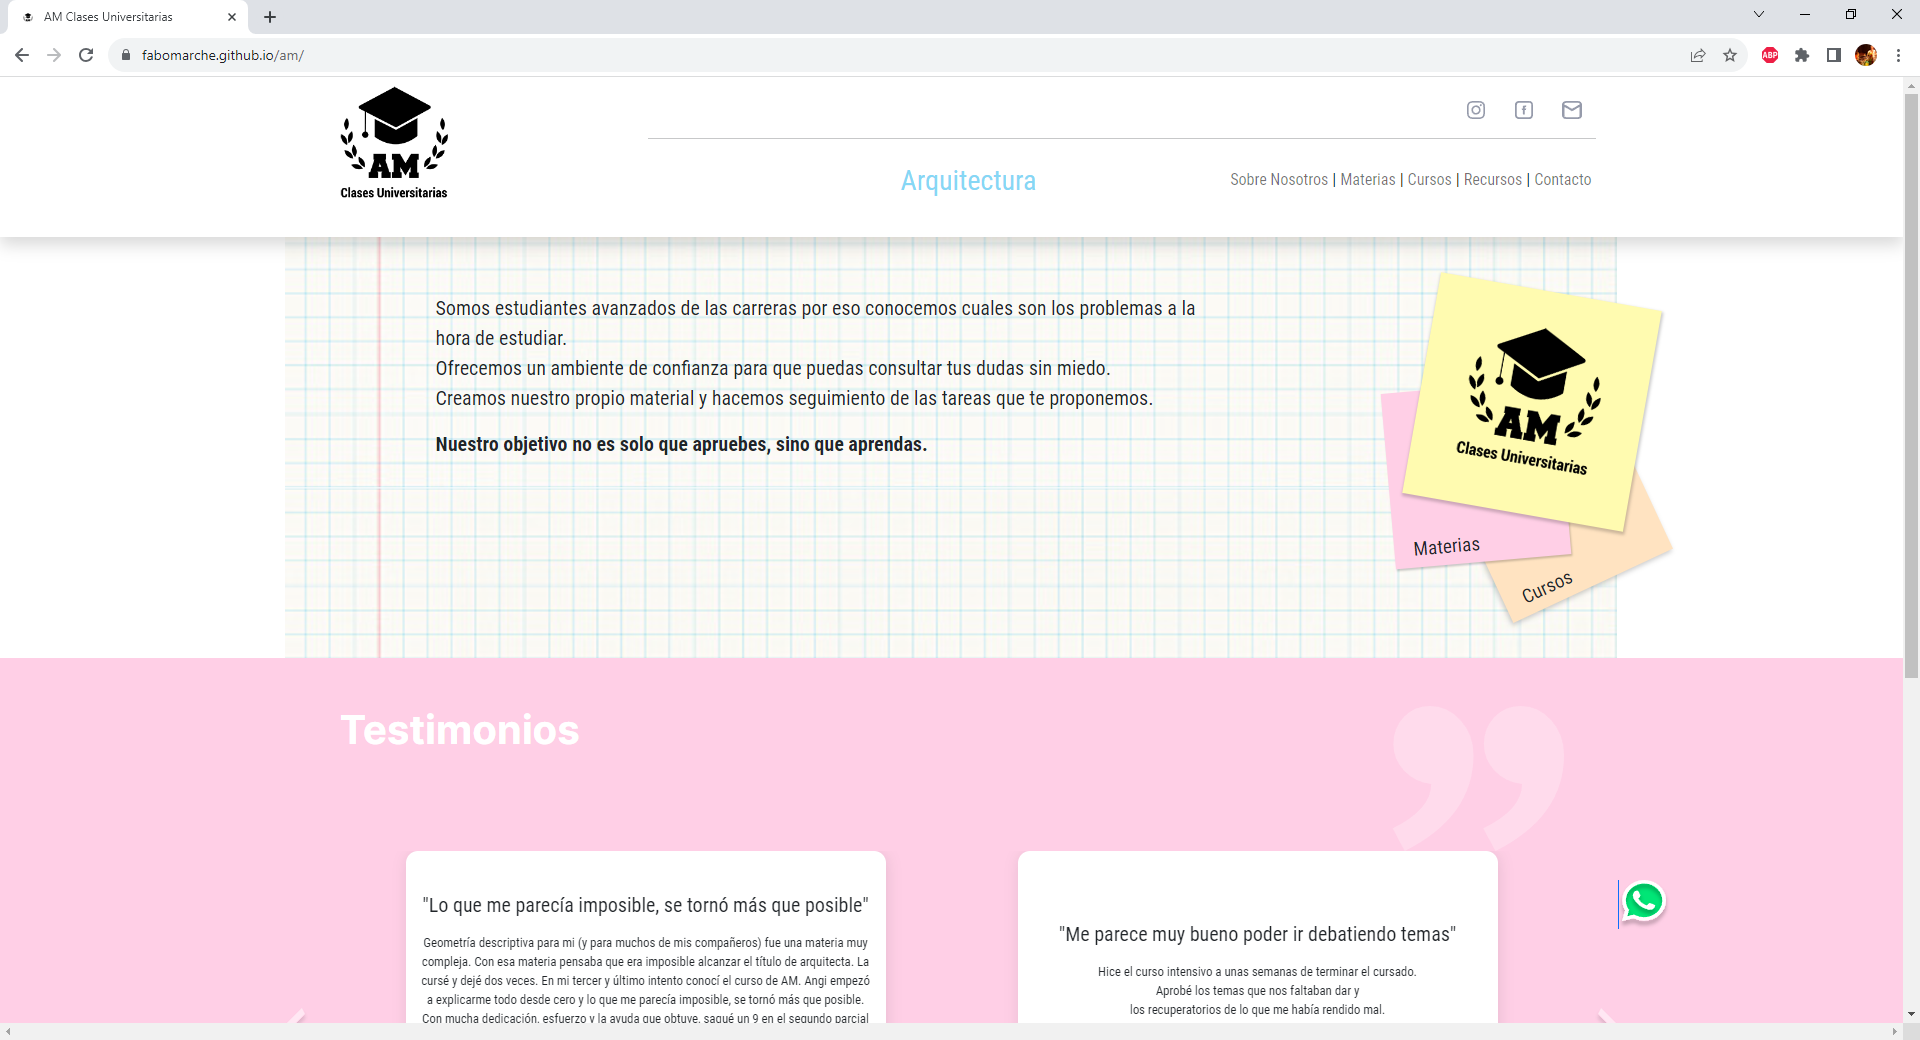 AM Clases Universitarias
fabomarche.github.io/am/
ABP
AM
Clases Universitarias
Arquitectura
Sobre Nosotros | Materias | Cursos | Recursos | Contacto
Somos estudiantes avanzados de las carreras por eso conocemos cuales son los problemas a la
hora de estudiar.
Ofrecemos un ambiente de confianza para que puedas consultar tus dudas sin miedo.
Creamos nuestro propio material y hacemos seguimiento de las tareas que te proponemos.
Nuestro objetivo no es solo que apruebes, sino que aprendas.
AM
Clases Universitarias
Materias
Cursos
Testimonios
"Lo que me parecía imposible, se tornó más que posible"
Geometría descriptiva para mi (y para muchos de mis compañeros) fue una materia muy
compleja. Con esa materia pensaba que era imposible alcanzar el título de arquitecta. La
cursé y dejé dos veces. En mi tercer y último intento conocí el curso de AM. Angi empezó
a explicarme todo desde cero y lo que me parecía imposible, se tornó más que posible.
Con mucha dedicación, esfuerzo y la ayuda que obtuve, saqué un 9 en el segundo parcial
"Me parece muy bueno poder ir debatiendo temas"
Hice el curso intensivo a unas semanas de terminar el cursado.
Aprobé los temas que nos faltaban dar y
los recuperatorios de lo que me había rendido mal.